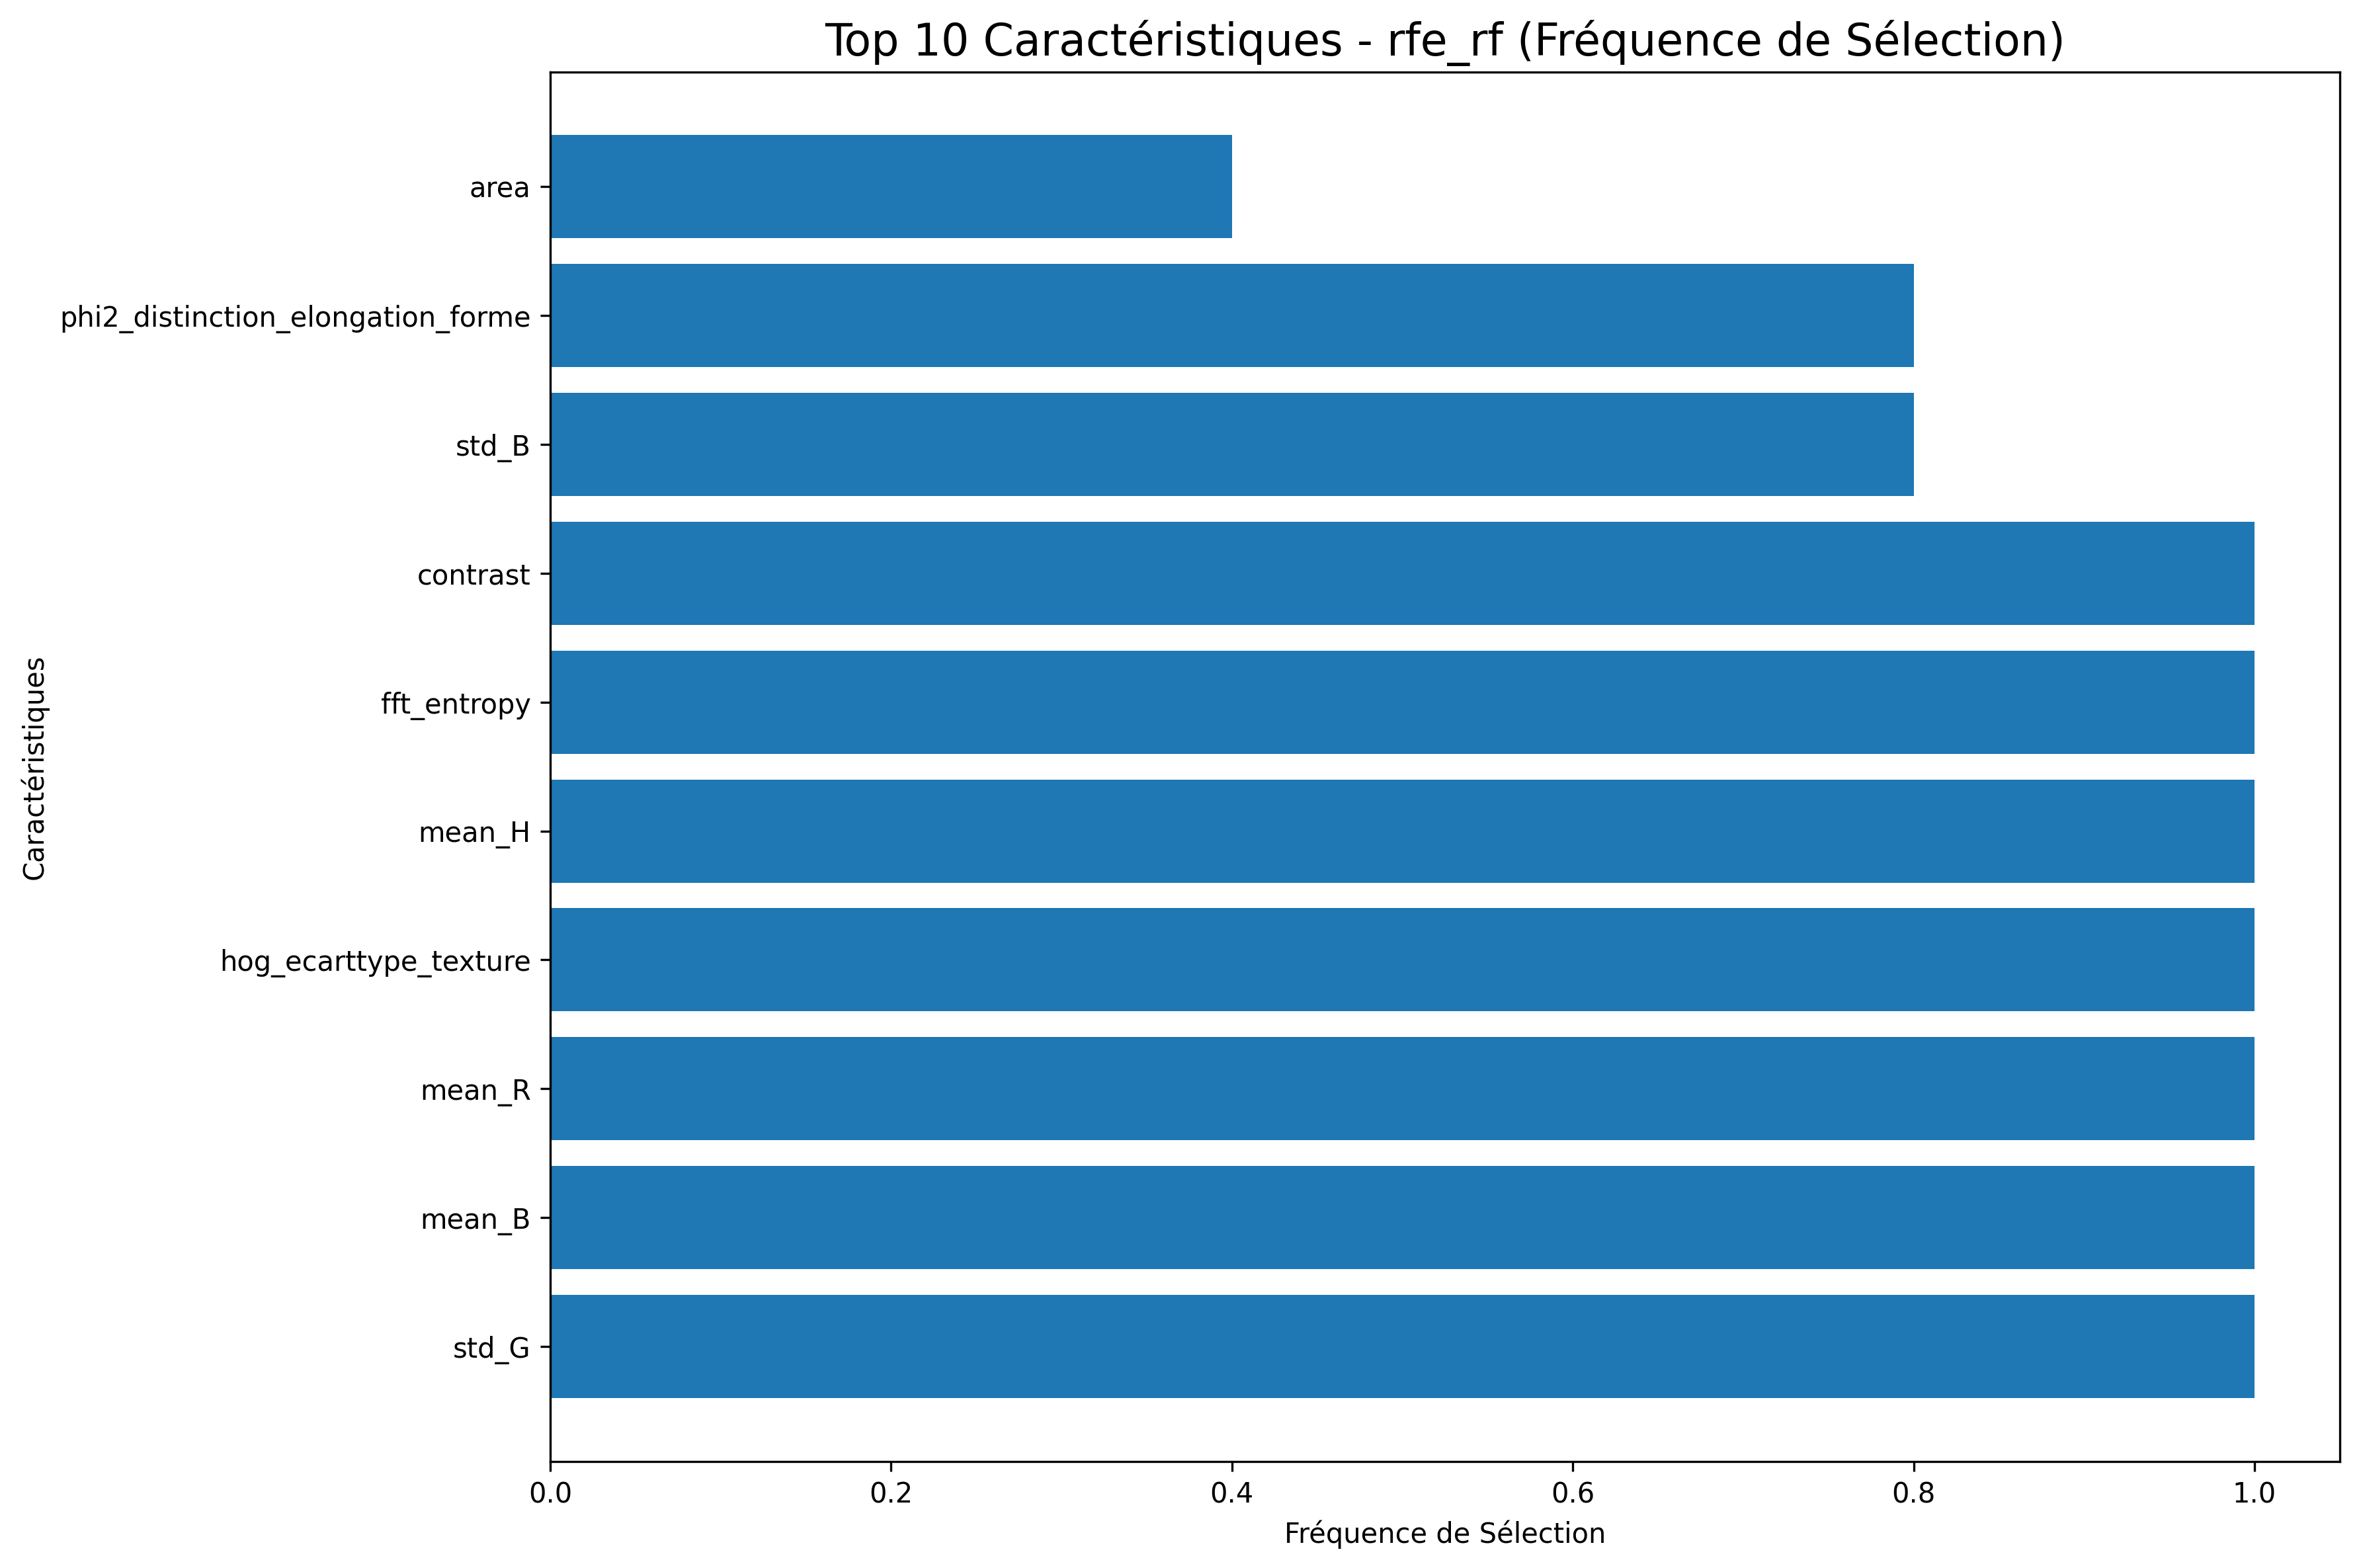 Top 10 Caractéristiques - rfe_rf (Fréquence de Sélection)
area
phi2_distinction_elongation_forme
std_B
contrast
fft_entropy
mean_H
hog_ecarttype_texture
mean_R
mean_B
std_G
Caractéristiques
0.0 0.2 0.4 0.6 0.8 1.0
Fréquence de Sélection